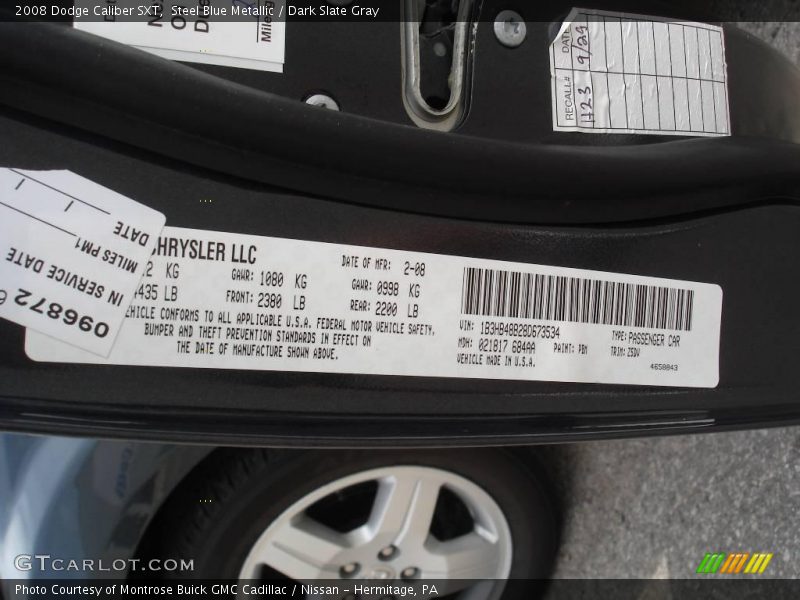 2008 Dodge Caliber SXT, Steel Blue Metallic / Dark Slate Gray
RECALL#
DATE
H23
9/29
096872
IN SERVICE DATE
MILES PM1
DATE
HRYSLER LLC
DATE OF MFR: 2-08
2 KG
GAWR: 1080 KG
GAWR: 0998 KG
435 LB
FRONT: 2380 LB
REAR: 2200 LB
EHICLE CONFORMS TO ALL APPLICABLE U.S.A. FEDERAL MOTOR VEHICLE SAFETY,
BUMPER AND THEFT PREVENTION STANDARDS IN EFFECT ON
THE DATE OF MANUFACTURE SHOWN ABOVE.
VIN: 1B3HB48B28D673534
TYPE: PASSENGER CAR
MDH: 021817 684AA
PAINT: PBM
TRIM: Z5DV
VEHICLE MADE IN U.S.A.
4658843
GTCARLOT.COM
Photo Courtesy of Montrose Buick GMC Cadillac / Nissan - Hermitage, PA